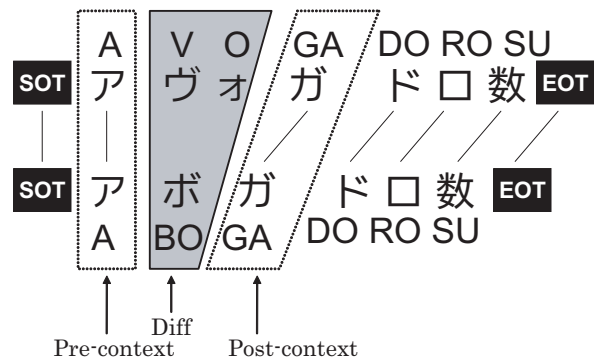 A V O GA DO RO SU
SOT ア ヴ ォ ガ ド ロ 数 EOT
SOT ア ボ ガ ド ロ 数 EOT
A BO GA DO RO SU
Diff
Pre-context Post-context